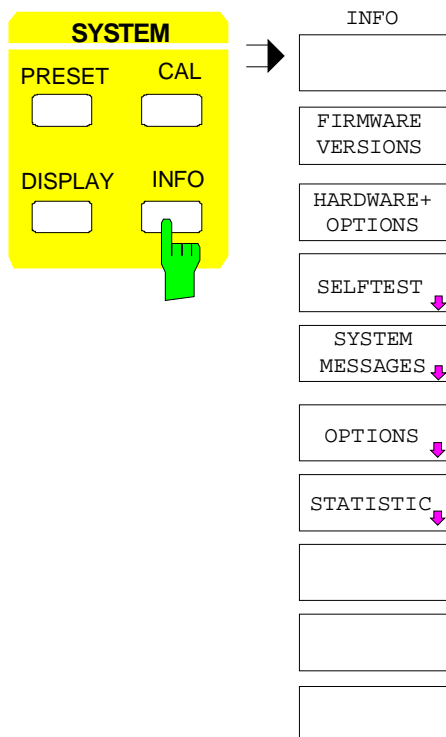 SYSTEM
PRESET CAL
DISPLAY INFO
INFO
FIRMWARE
VERSIONS
HARDWARE+
OPTIONS
SELFTEST
SYSTEM
MESSAGES
OPTIONS
STATISTIC